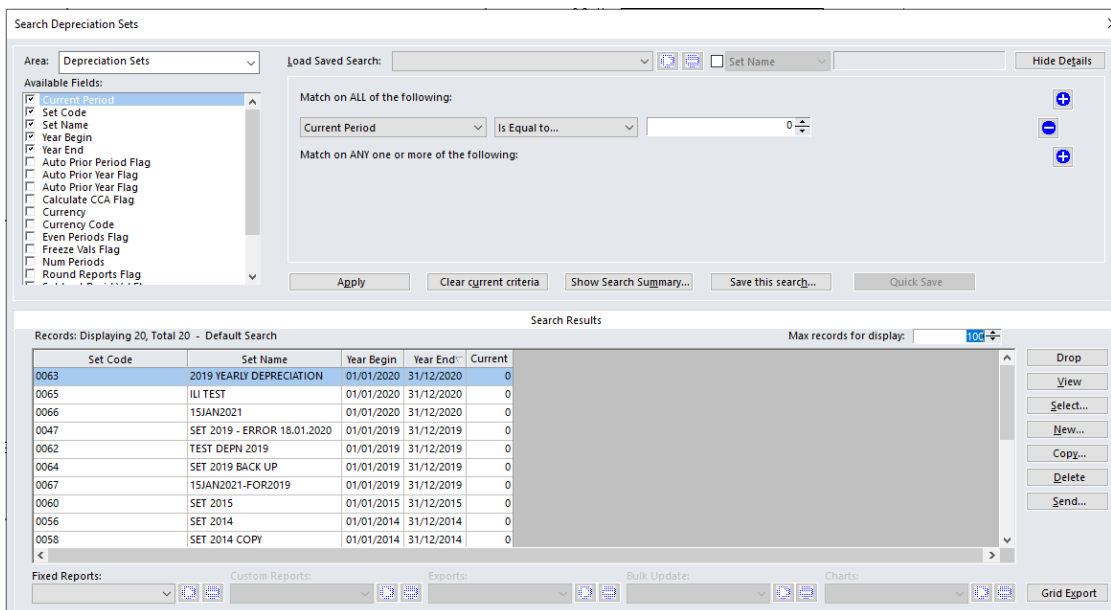 Search Depreciation Sets
Area: Depreciation Sets
Load Saved Search: Set Name Hide Details
Available Fields:
Current Period
Set Code
Set Name
Year Begin
Year End
Auto Prior Period Flag
Auto Prior Year Flag
Auto Prior Year Flag
Calculate CCA Flag
Currency
Currency Code
Even Periods Flag
Freeze Vals Flag
Num Periods
Round Reports Flag
Match on ALL of the following:
Current Period Is Equal to... 0
Match on ANY one or more of the following:
Apply Clear current criteria Show Search Summary... Save this search... Quick Save
Search Results
Records: Displaying 20, Total 20 - Default Search Max records for display: 100
Set Code Set Name Year Begin Year End Current
0063 2019 YEARLY DEPRECIATION 01/01/2020 31/12/2020 0
0065 ILI TEST 01/01/2020 31/12/2020 0
0066 15JAN2021 01/01/2020 31/12/2020 0
0047 SET 2019 - ERROR 18.01.2020 01/01/2019 31/12/2019 0
0062 TEST DEPN 2019 01/01/2019 31/12/2019 0
0064 SET 2019 BACK UP 01/01/2019 31/12/2019 0
0067 15JAN2021-FOR2019 01/01/2019 31/12/2019 0
0060 SET 2015 01/01/2015 31/12/2015 0
0056 SET 2014 01/01/2014 31/12/2014 0
0058 SET 2014 COPY 01/01/2014 31/12/2014 0
Drop
View
Select...
New...
Copy...
Delete
Send...
Fixed Reports: Custom Reports: Exports: Bulk Update: Charts:
Grid Export